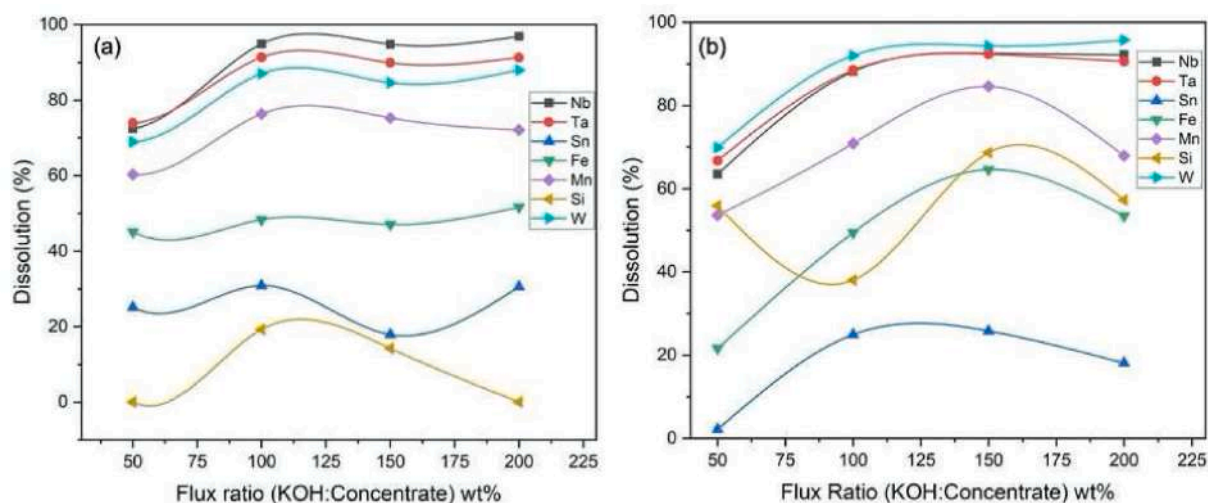 (a)
Dissolution (%)
100
80
60
40
20
0
50 75 100 125 150 175 200 225
Flux ratio (KOH:Concentrate) wt%
Nb
Ta
Sn
Fe
Mn
Si
W
(b)
Dissolution (%)
100
80
60
40
20
0
50 75 100 125 150 175 200 225
Flux Ratio (KOH:Concentrate) wt%
Nb
Ta
Sn
Fe
Mn
Si
W